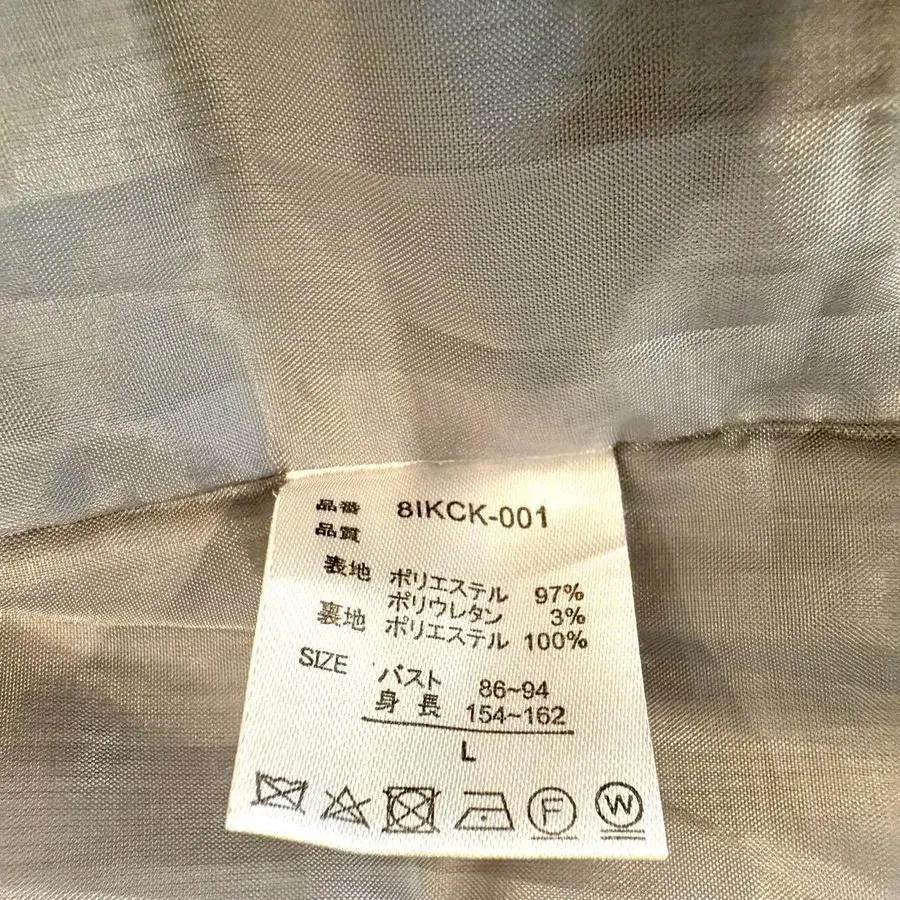 品番 8IKCK-001
品質
表地 ポリエステル 97%
ポリウレタン 3%
裏地 ポリエステル 100%
SIZE バスト 86~94
身長 154~162
L
F W